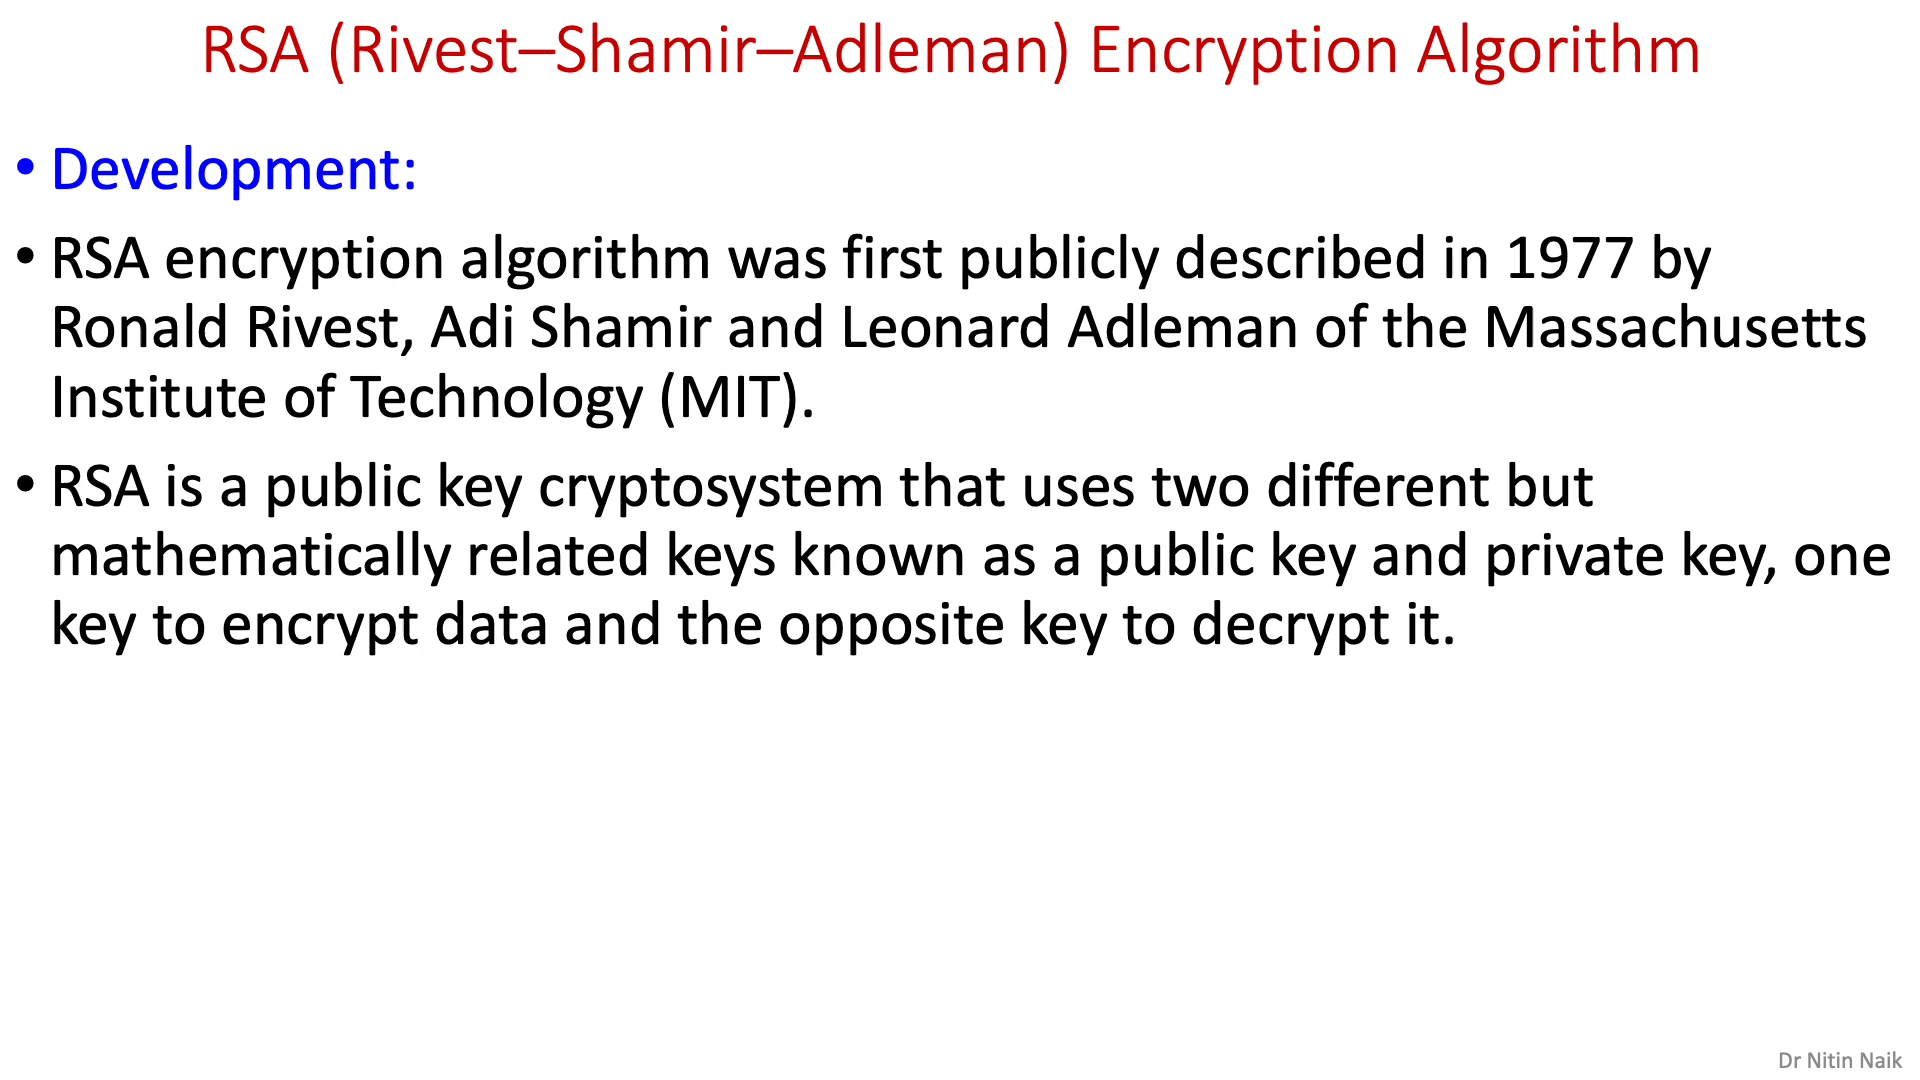 RSA (Rivest–Shamir–Adleman) Encryption Algorithm
• Development:
• RSA encryption algorithm was first publicly described in 1977 by
Ronald Rivest, Adi Shamir and Leonard Adleman of the Massachusetts
Institute of Technology (MIT).
• RSA is a public key cryptosystem that uses two different but
mathematically related keys known as a public key and private key, one
key to encrypt data and the opposite key to decrypt it.
Dr Nitin Naik